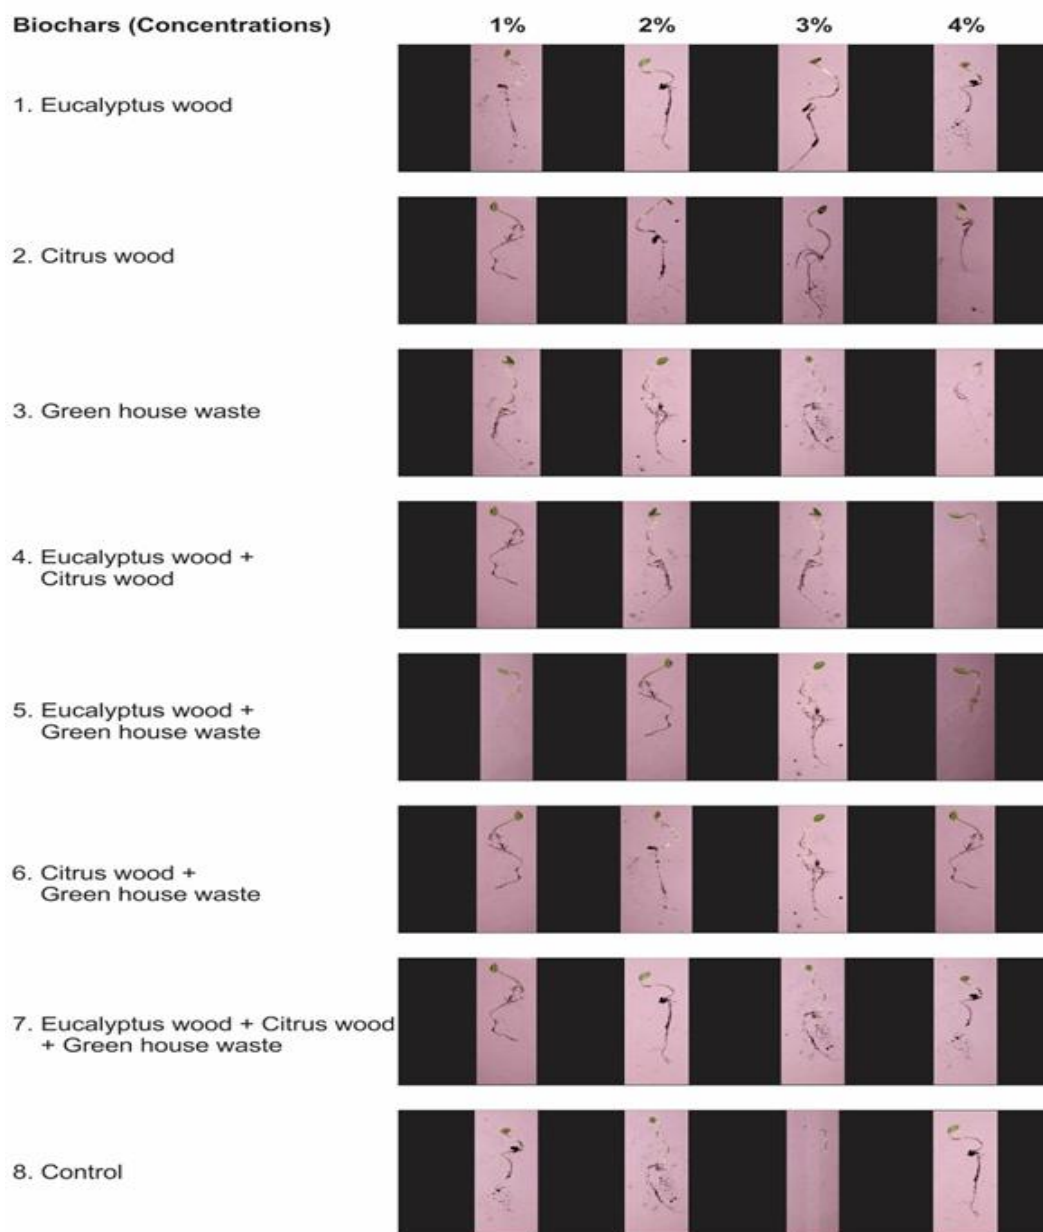 Biochars (Concentrations) 1% 2% 3% 4%
1. Eucalyptus wood
2. Citrus wood
3. Green house waste
4. Eucalyptus wood +
Citrus wood
5. Eucalyptus wood +
Green house waste
6. Citrus wood +
Green house waste
7. Eucalyptus wood + Citrus wood
+ Green house waste
8. Control